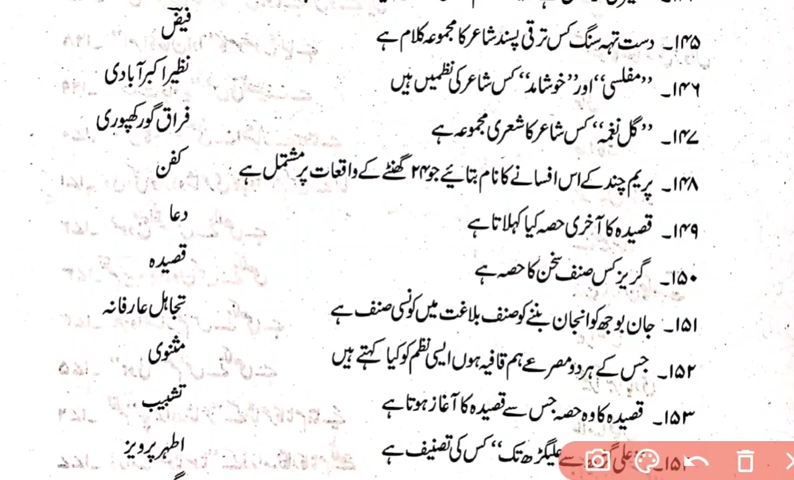 ۱۴۵۔ دست تہہ سنگ کس ترقی پسند شاعر کا مجموعہ کلام ہے فیض
۱۴۶۔ ”مفلسی“ اور ”خوشامد“ کس شاعر کی نظمیں ہیں نظیر اکبر آبادی
۱۴۷۔ ”گل نغمہ“ کس شاعر کا شعری مجموعہ ہے فراق گورکھپوری
۱۴۸۔ پریم چند کے اس افسانے کا نام بتائیے جو ۲۴ گھنٹے کے واقعات پر مشتمل ہے کفن
۱۴۹۔ قصیدہ کا آخری حصہ کیا کہلاتا ہے دعا
۱۵۰۔ گریز کس صنف سخن کا حصہ ہے قصیدہ
۱۵۱۔ جان بوجھ کو انجان بننے کو صنف بلاغت میں کونسی صنف ہے تجاہل عارفانہ
۱۵۲۔ جس کے ہر دو مصرعے ہم قافیہ ہوں ایسی نظم کو کیا کہتے ہیں مثنوی
۱۵۳۔ قصیدہ کا وہ حصہ جس سے قصیدہ کا آغاز ہوتا ہے تشبیب
سے علیگڑھ تک“ کس کی تصنیف ہے اطہر پرویز